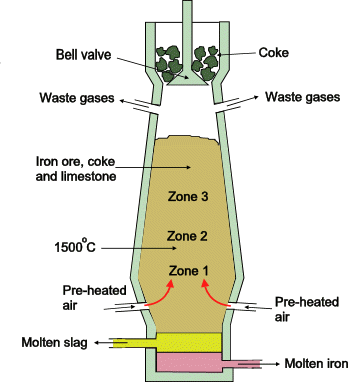 Bell valve
Coke
Waste gases
Waste gases
Iron ore, coke
and limestone
Zone 3
Zone 2
1500°C
Zone 1
Pre-heated
air
Pre-heated
air
Molten slag
Molten iron